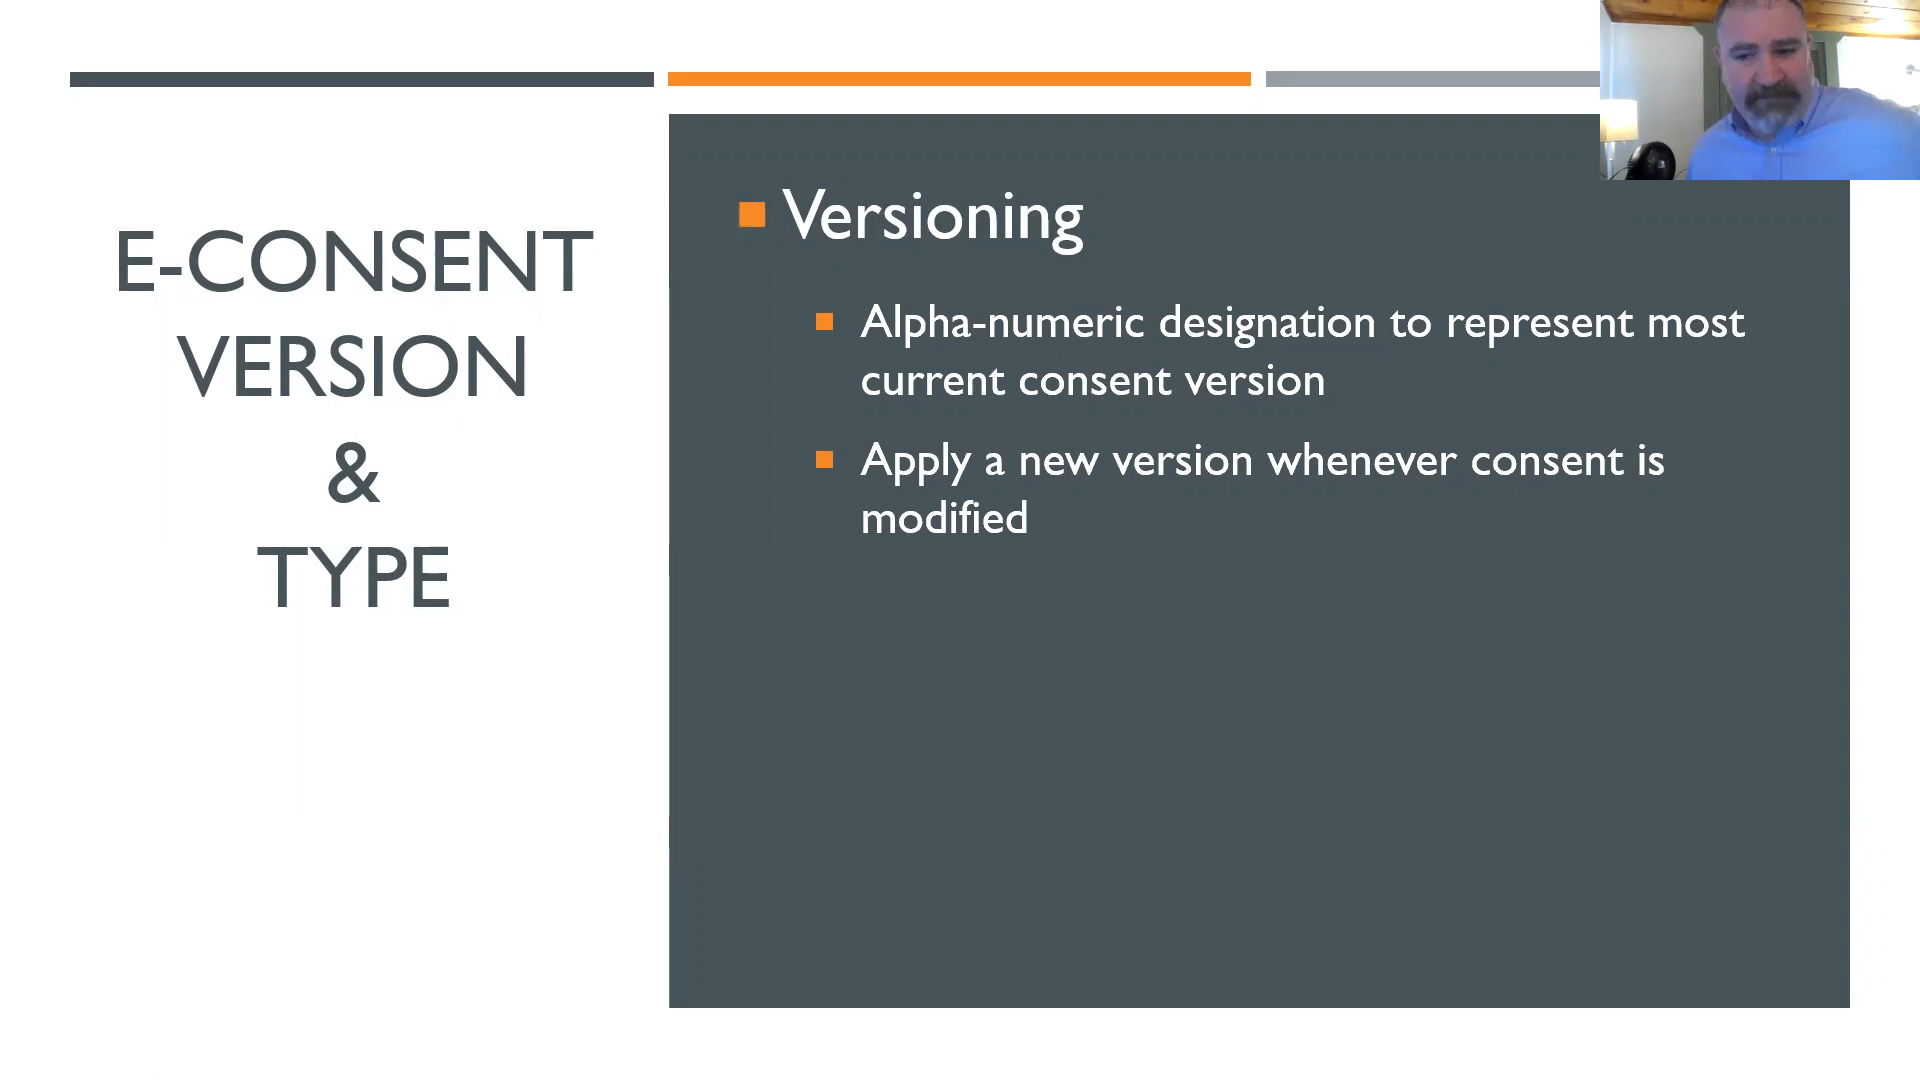 E-CONSENT
VERSION
&
TYPE
Versioning
Alpha-numeric designation to represent most
current consent version
Apply a new version whenever consent is
modified